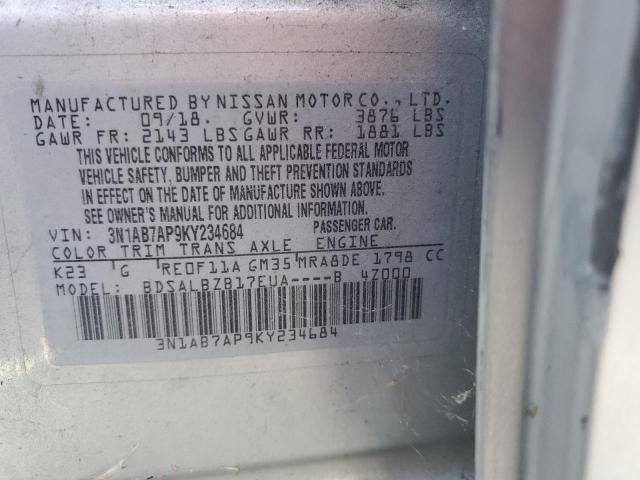 MANUFACTURED BY NISSAN MOTOR CO., LTD.
DATE: 09/18. GVWR: 3876 LBS
GAWR FR: 2143 LBS GAWR RR: 1881 LBS
THIS VEHICLE CONFORMS TO ALL APPLICABLE FEDERAL MOTOR
VEHICLE SAFETY, BUMPER AND THEFT PREVENTION STANDARDS
IN EFFECT ON THE DATE OF MANUFACTURE SHOWN ABOVE.
SEE OWNER'S MANUAL FOR ADDITIONAL INFORMATION.
VIN: 3N1AB7AP9KY234684 PASSENGER CAR.
COLOR TRIM TRANS AXLE ENGINE
K23 G RE0F11A GM35 MRA8DE 1798 CC
MODEL: BDSALBZB17EUA----B 4Z000
3N1AB7AP9KY234684